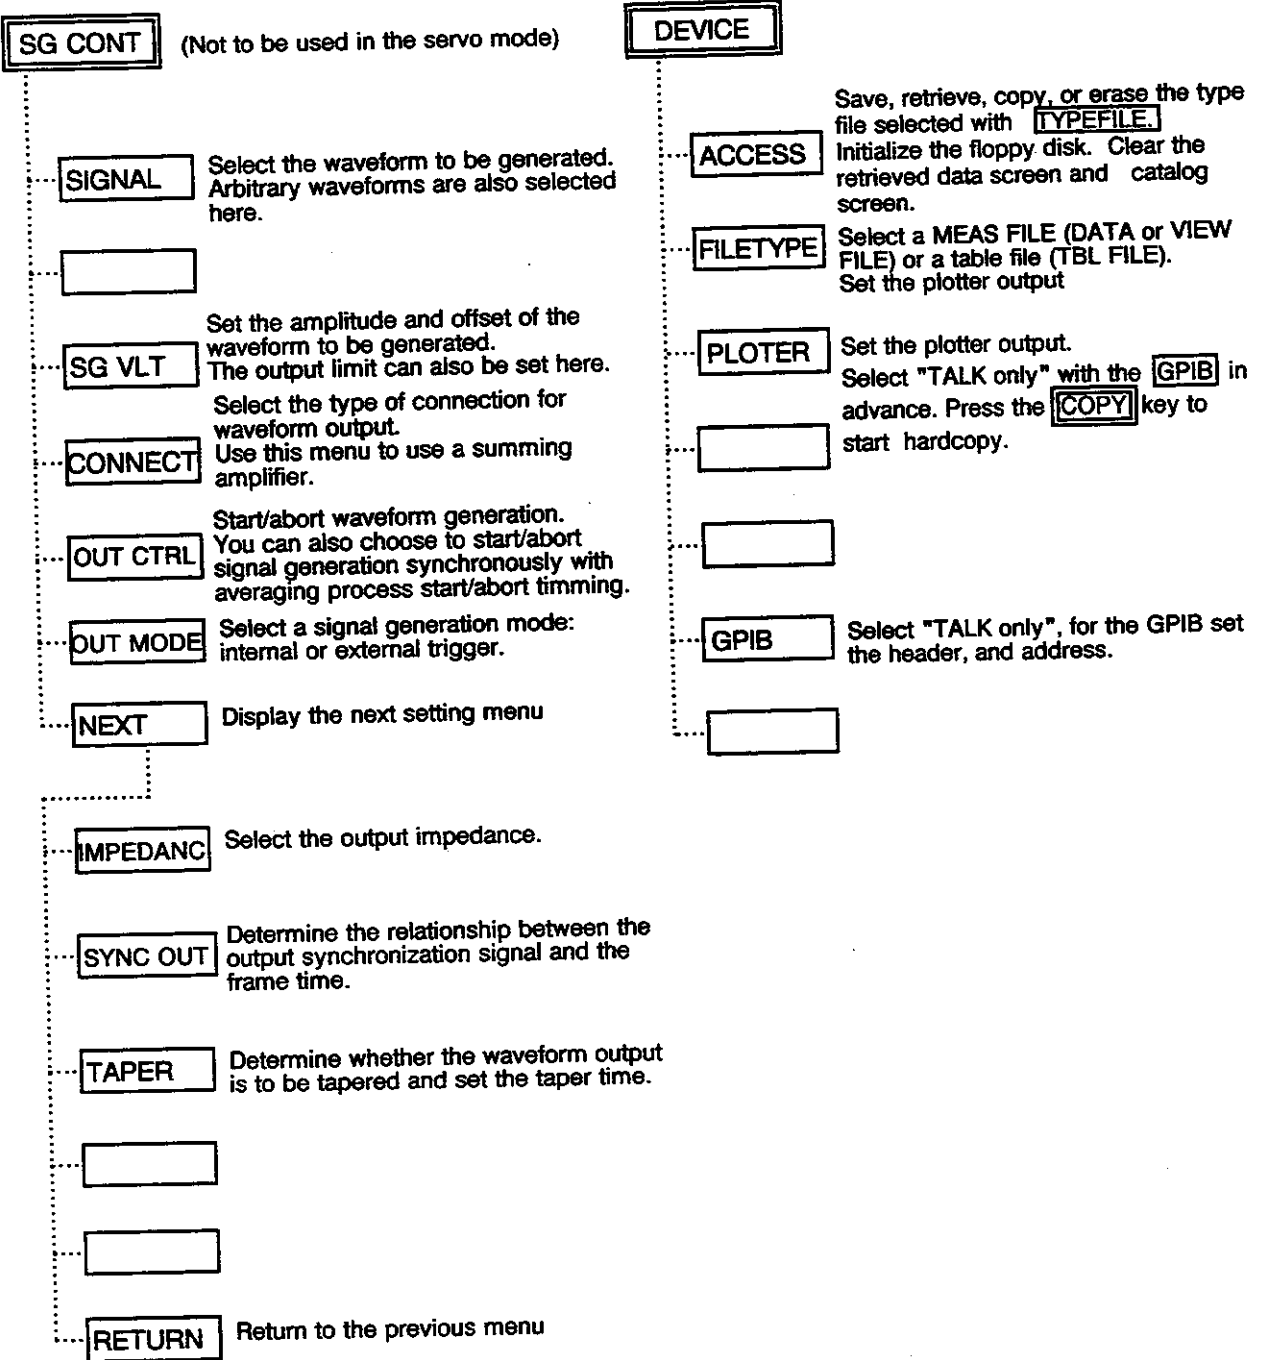 SG CONT (Not to be used in the servo mode)
SIGNAL
Select the waveform to be generated.
Arbitrary waveforms are also selected
here.
SG VLT
Set the amplitude and offset of the
waveform to be generated.
The output limit can also be set here.
CONNECT
Select the type of connection for
waveform output.
Use this menu to use a summing
amplifier.
OUT CTRL
Start/abort waveform generation.
You can also choose to start/abort
signal generation synchronously with
averaging process start/abort timming.
OUT MODE
Select a signal generation mode:
internal or external trigger.
NEXT
Display the next setting menu
IMPEDANC
Select the output impedance.
SYNC OUT
Determine the relationship between the
output synchronization signal and the
frame time.
TAPER
Determine whether the waveform output
is to be tapered and set the taper time.
RETURN
Return to the previous menu
DEVICE
ACCESS
Save, retrieve, copy, or erase the type
file selected with TYPEFILE.
Initialize the floppy disk. Clear the
retrieved data screen and catalog
screen.
FILETYPE
Select a MEAS FILE (DATA or VIEW
FILE) or a table file (TBL FILE).
Set the plotter output
PLOTER
Set the plotter output.
Select "TALK only" with the GPIB in
advance. Press the COPY key to
start hardcopy.
GPIB
Select "TALK only", for the GPIB set
the header, and address.